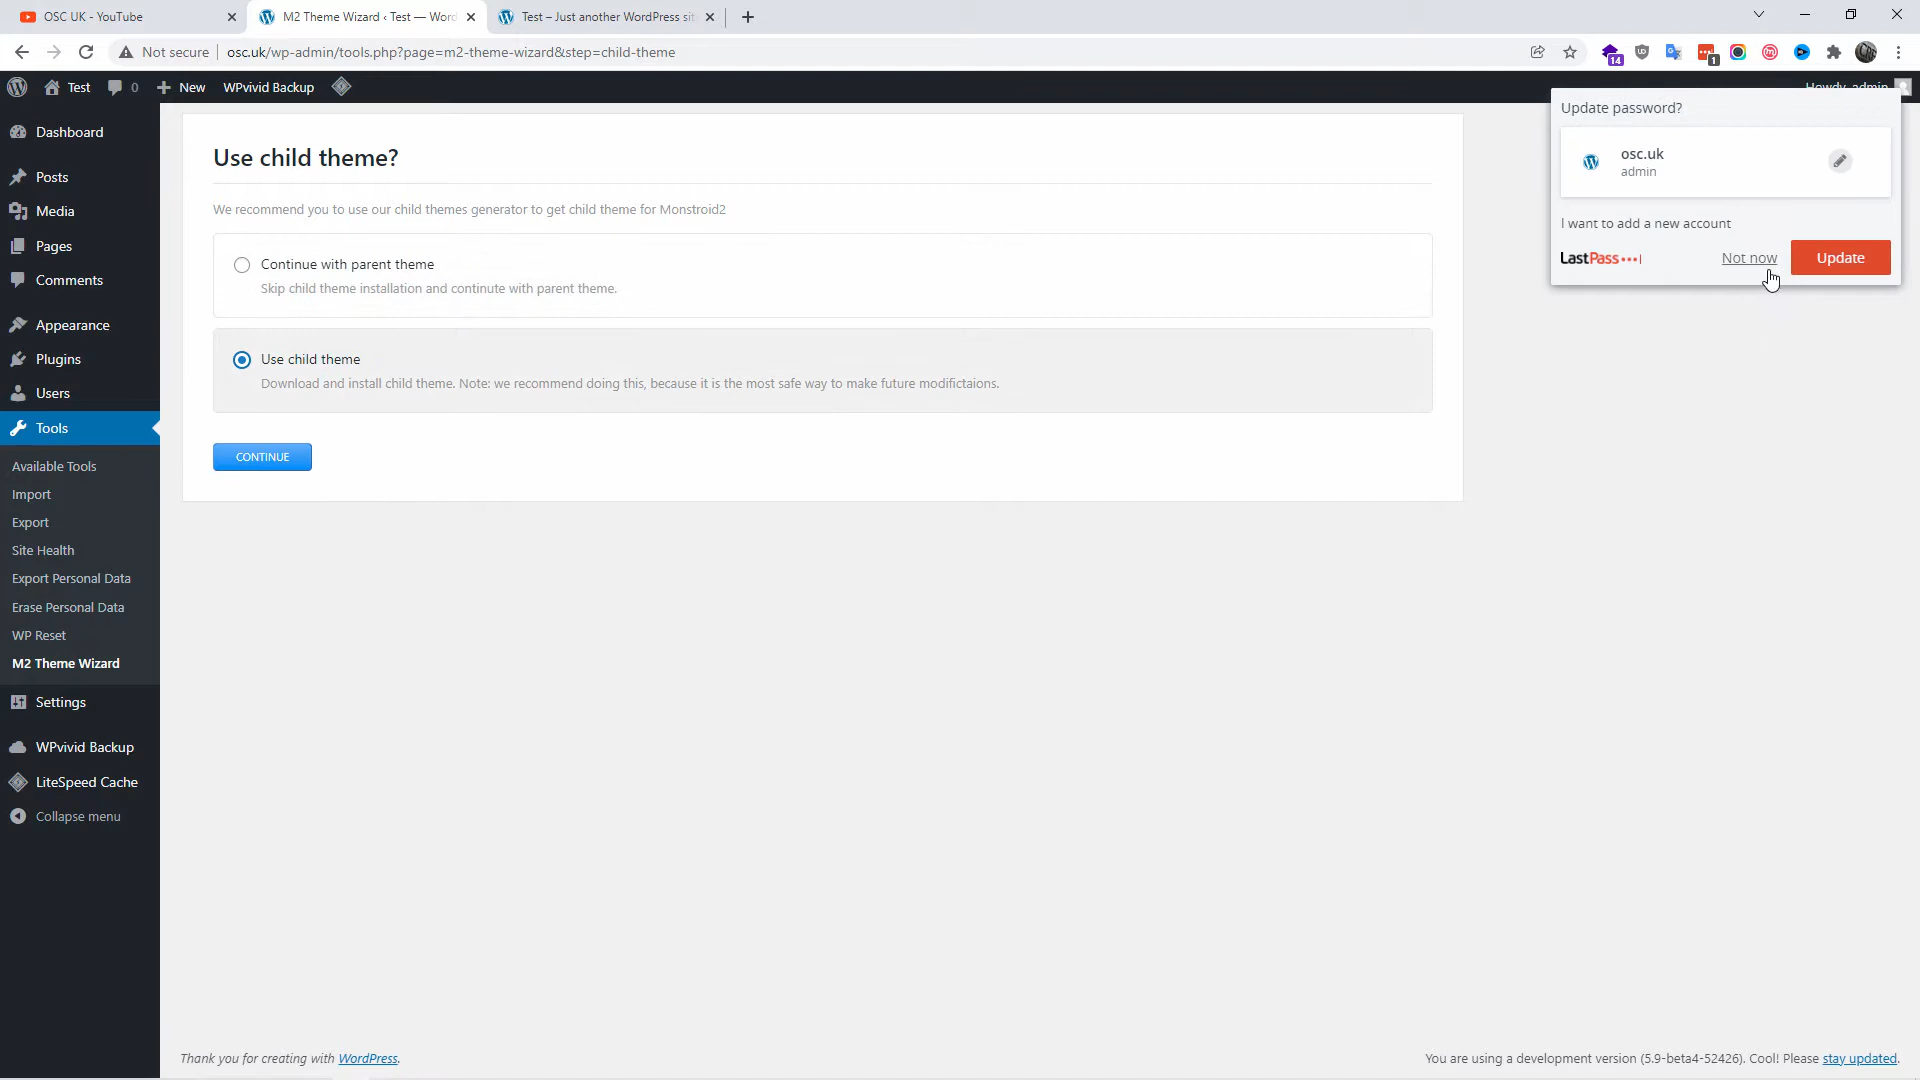 OSC UK - YouTube
M2 Theme Wizard ‹ Test — Word
Test – Just another WordPress sit
Not secure
osc.uk/wp-admin/tools.php?page=m2-theme-wizard&step=child-theme
14
1
Test
0
New
WPvivid Backup
Howdy, admin
Dashboard
Posts
Media
Pages
Comments
Appearance
Plugins
Users
Tools
Available Tools
Import
Export
Site Health
Export Personal Data
Erase Personal Data
WP Reset
M2 Theme Wizard
Settings
WPvivid Backup
LiteSpeed Cache
Collapse menu
Use child theme?
We recommend you to use our child themes generator to get child theme for Monstroid2
Continue with parent theme
Skip child theme installation and continue with parent theme.
Use child theme
Download and install child theme. Note: we recommend doing this, because it is the most safe way to make future modifictaions.
CONTINUE
Update password?
osc.uk
admin
I want to add a new account
LastPass
Not now
Update
Thank you for creating with WordPress.
You are using a development version (5.9-beta4-52426). Cool! Please stay updated.